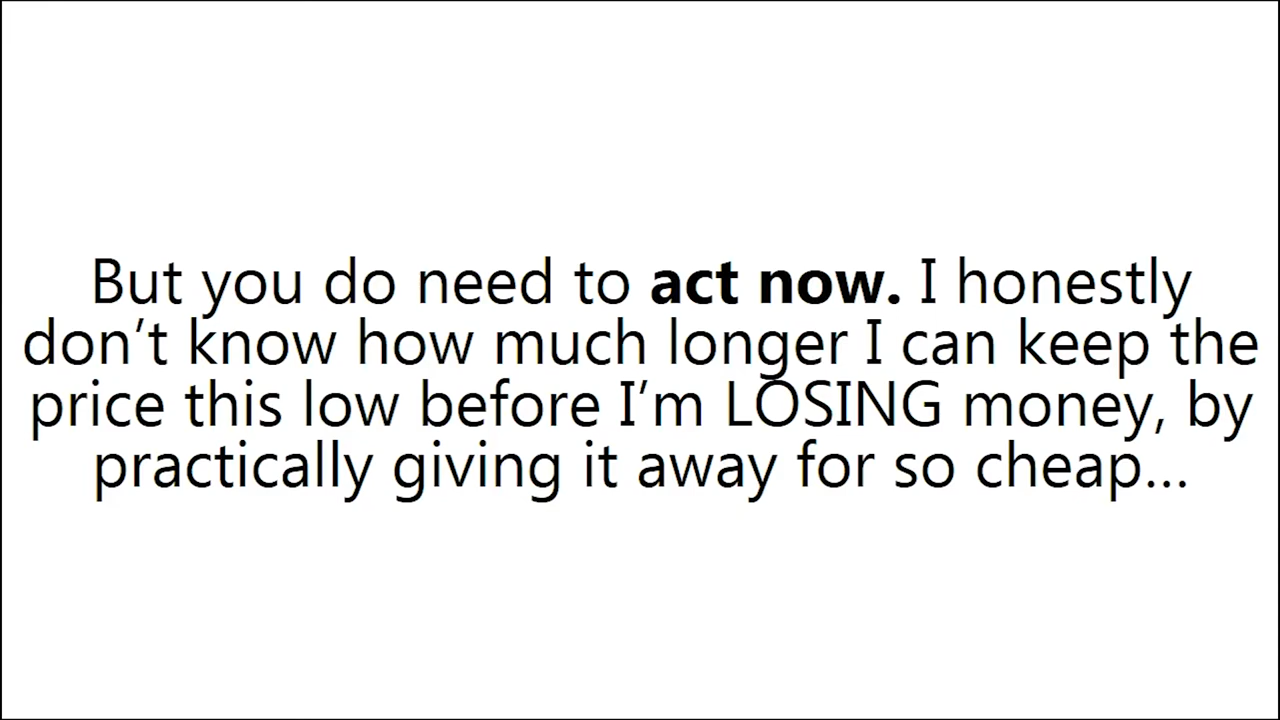 But you do need to act now. I honestly
don’t know how much longer I can keep the
price this low before I’m LOSING money, by
practically giving it away for so cheap...